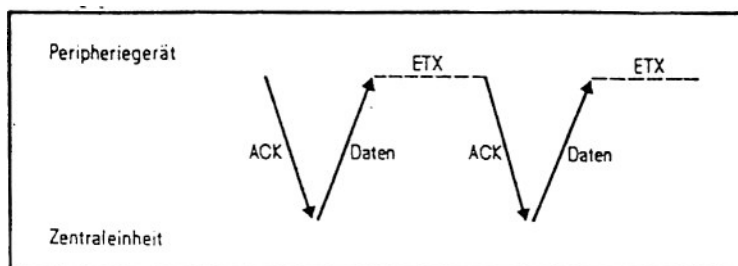 Peripheriegerät
ETX
ETX
ACK
Daten
ACK
Daten
Zentraleinheit